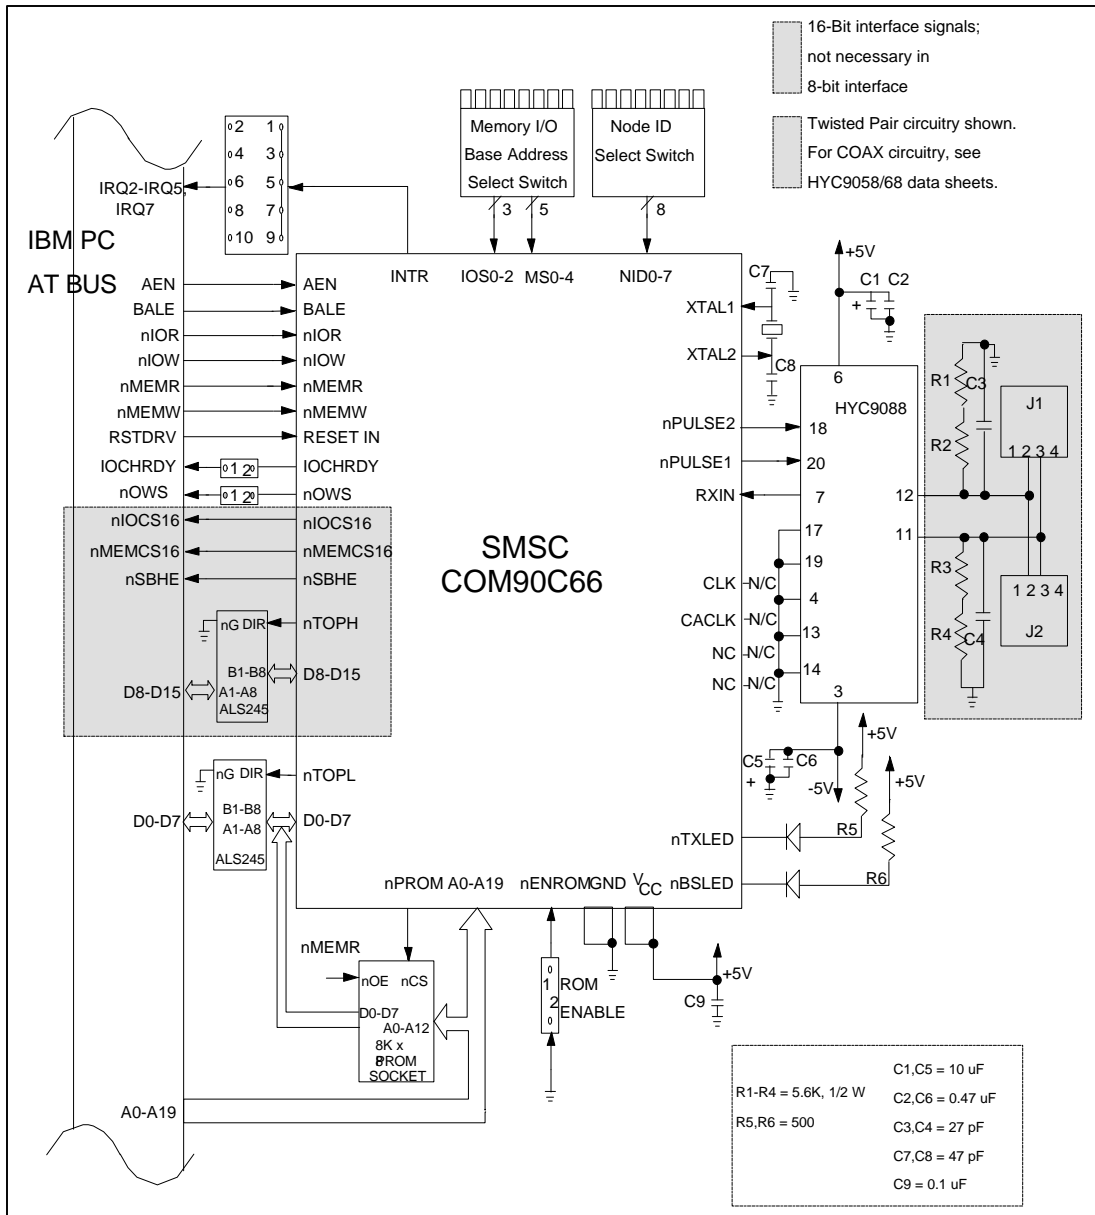 16-Bit interface signals;
not necessary in
8-bit interface
Twisted Pair circuitry shown.
For COAX circuitry, see
HYC9058/68 data sheets.
2 1
4 3
6 5
8 7
10 9
Memory I/O
Base Address
Select Switch
3 5
Node ID
Select Switch
8
IRQ2-IRQ5,
IRQ7
IBM PC
AT BUS
INTR IOS0-2 MS0-4 NID0-7
AEN AEN
BALE BALE
nIOR nIOR
nIOW nIOW
nMEMR nMEMR
nMEMW nMEMW
RSTDRV RESET IN
IOCHRDY 1 2 IOCHRDY
nOWS 1 2 nOWS
nIOCS16 nIOCS16
nMEMCS16 nMEMCS16
nSBHE nSBHE
nG DIR nTOPH
B1-B8 D8-D15
D8-D15 A1-A8
ALS245
nG DIR nTOPL
B1-B8
D0-D7 A1-A8 D0-D7
ALS245
SMSC
COM90C66
XTAL1
XTAL2
C7
C8
nPULSE2
nPULSE1
RXIN
CLK N/C
CACLK N/C
NC N/C
NC N/C
nTXLED
nBSLED
+5V
C1 C2
+
6
HYC9088
18
20
7
17
19
4
13
14
3
12
11
R1 C3
R2
R3
R4 C4
J1
1 2 3 4
1 2 3 4
J2
C5 C6
+
-5V
+5V
+5V
R5
R6
nPROM A0-A19 nENROM GND VCC
nMEMR
nOE nCS
D0-D7
A0-A12
8K x
8 PROM
SOCKET
1 ROM
2 ENABLE
+5V
C9
A0-A19
R1-R4 = 5.6K, 1/2 W
R5,R6 = 500
C1,C5 = 10 uF
C2,C6 = 0.47 uF
C3,C4 = 27 pF
C7,C8 = 47 pF
C9 = 0.1 uF